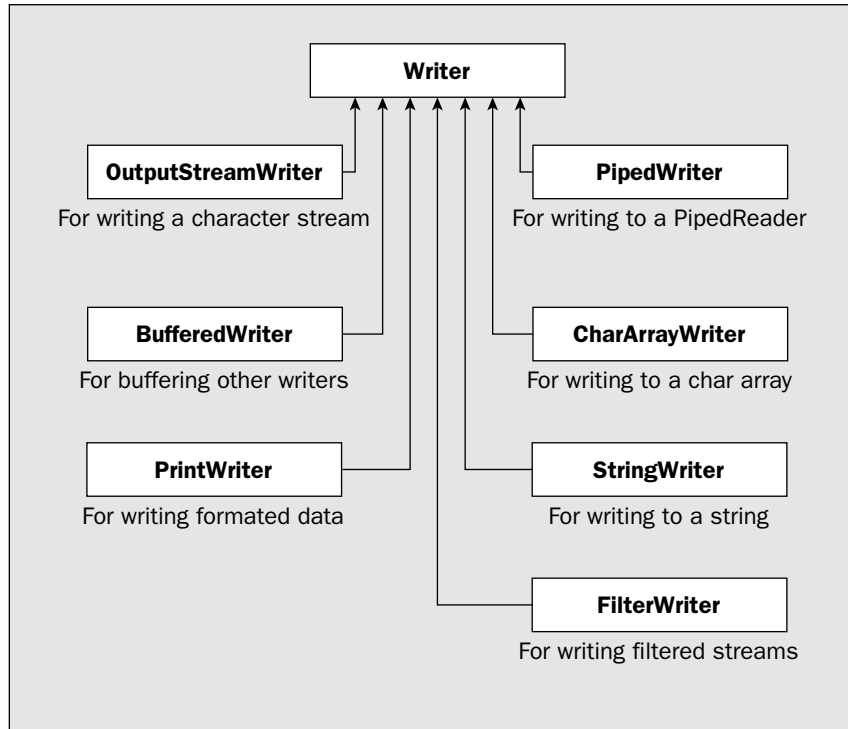 Writer
OutputStreamWriter
For writing a character stream
PipedWriter
For writing to a PipedReader
BufferedWriter
For buffering other writers
CharArrayWriter
For writing to a char array
PrintWriter
For writing formated data
StringWriter
For writing to a string
FilterWriter
For writing filtered streams